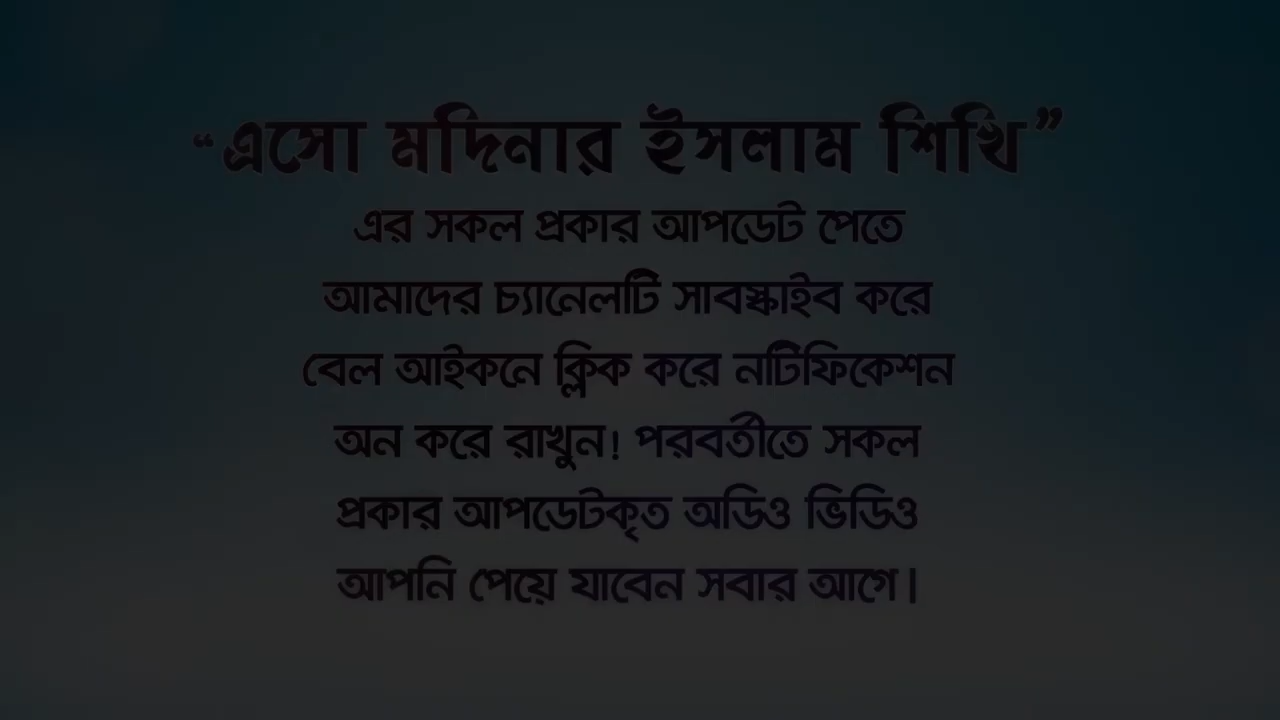 “এসো মদিনার ইসলাম শিখি”
এর সকল প্রকার আপডেট পেতে
আমাদের চ্যানেলটি সাবস্ক্রাইব করে
বেল আইকনে ক্লিক করে নটিফিকেশন
অন করে রাখুন! পরবর্তীতে সকল
প্রকার আপডেটকৃত অডিও ভিডিও
আপনি পেয়ে যাবেন সবার আগে।